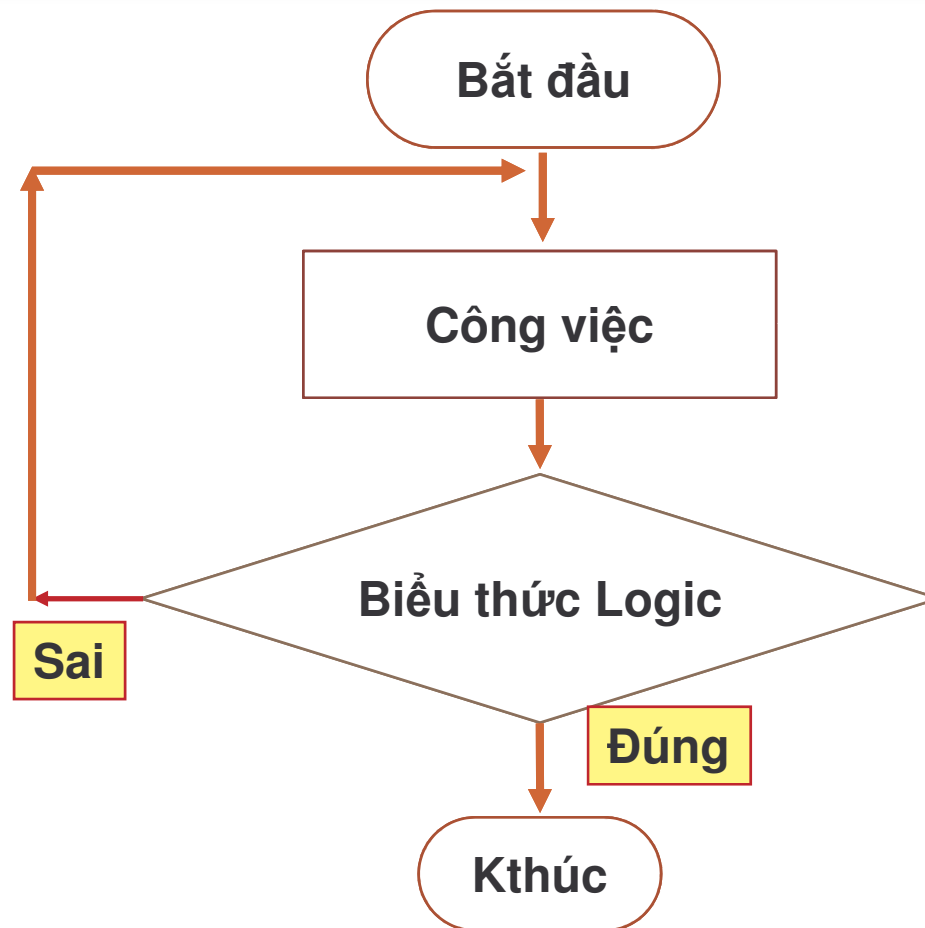 Bắt đầu
Công việc
Biểu thức Logic
Sai
Đúng
Kthúc